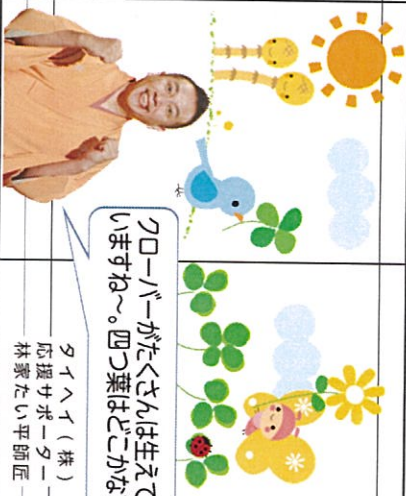 クローバーがたくさんは生えて
いますね～。四つ葉はどこかな
タイヘイ（株）
応援サポーター
林家たい平師匠